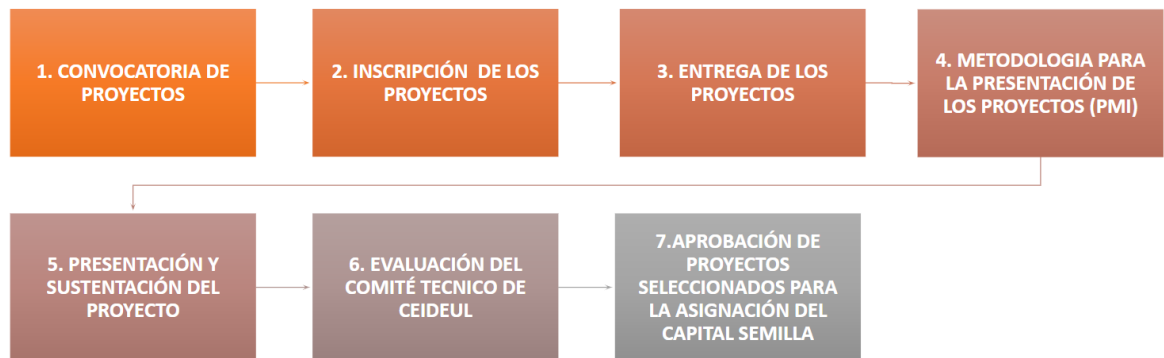 1. CONVOCATORIA DE
PROYECTOS
2. INSCRIPCIÓN DE LOS
PROYECTOS
3. ENTREGA DE LOS
PROYECTOS
4. METODOLOGIA PARA
LA PRESENTACIÓN DE
LOS PROYECTOS (PMI)
5. PRESENTACIÓN Y
SUSTENTACIÓN DEL
PROYECTO
6. EVALUACIÓN DEL
COMITÉ TECNICO DE
CEIDEUL
7.APROBACIÓN DE
PROYECTOS
SELECCIONADOS PARA
LA ASIGNACIÓN DEL
CAPITAL SEMILLA